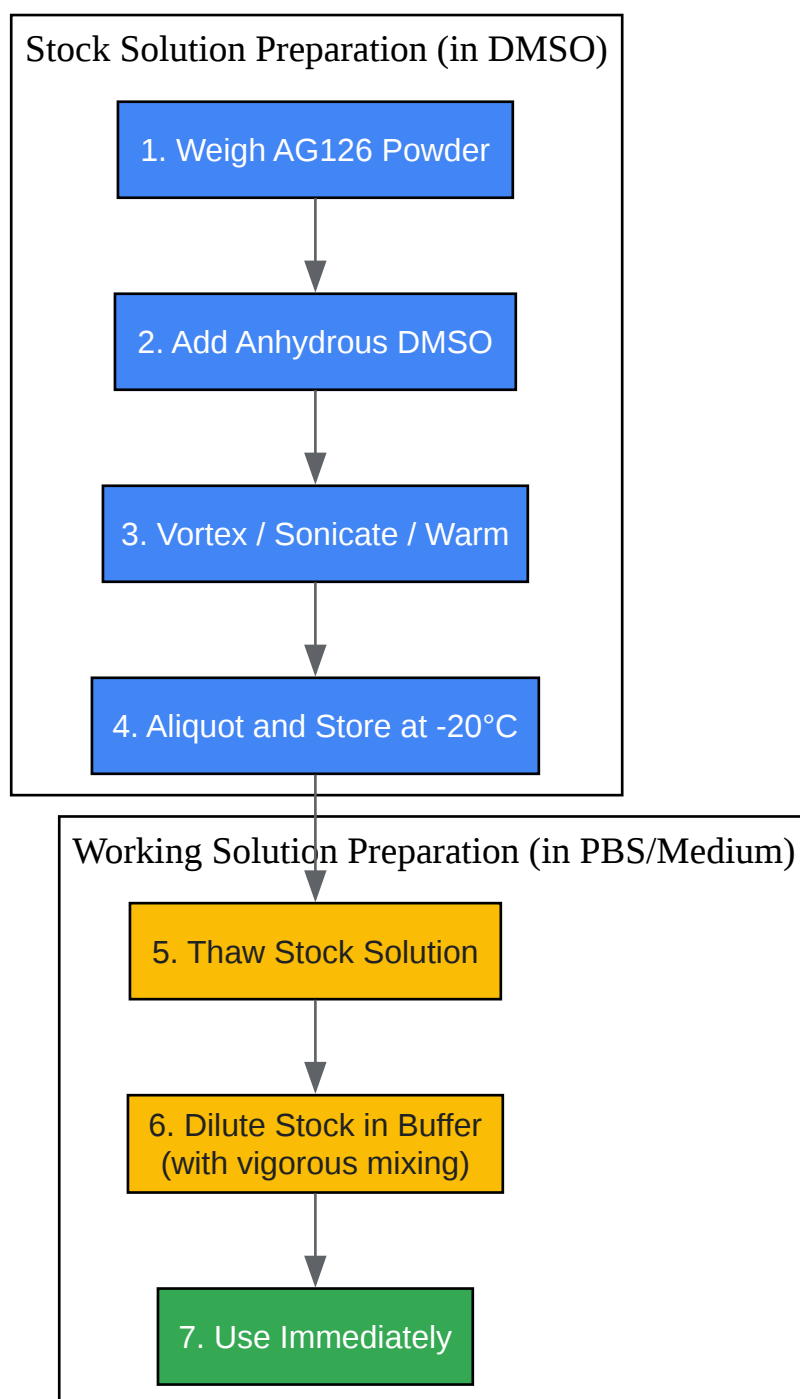 Stock Solution Preparation (in DMSO)
1. Weigh AG126 Powder
2. Add Anhydrous DMSO
3. Vortex / Sonicate / Warm
4. Aliquot and Store at -20°C
Working Solution Preparation (in PBS/Medium)
5. Thaw Stock Solution
6. Dilute Stock in Buffer
(with vigorous mixing)
7. Use Immediately